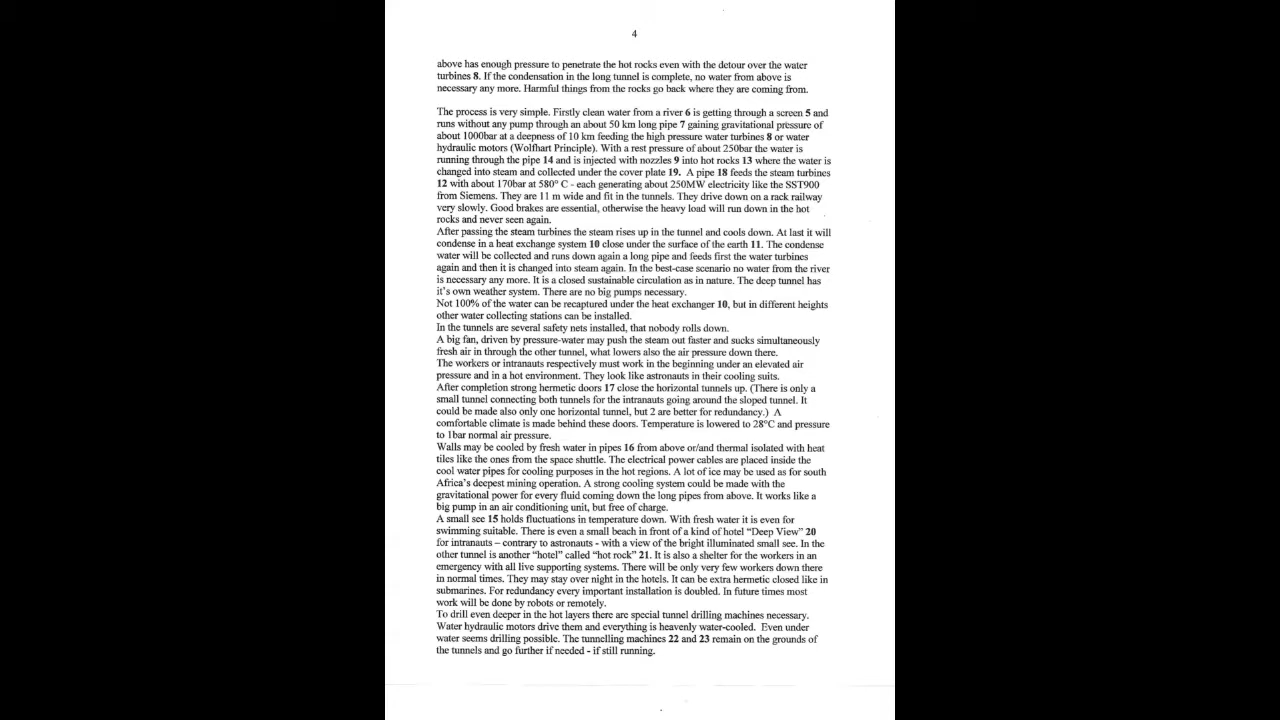 4
above has enough pressure to penetrate the hot rocks even with the detour over the water
turbines 8. If the condensation in the long tunnel is complete, no water from above is
necessary any more. Harmful things from the rocks go back where they are coming from.
The process is very simple. Firstly clean water from a river 6 is getting through a screen 5 and
runs without any pump through an about 50 km long pipe 7 gaining gravitational pressure of
about 1000bar at a deepness of 10 km feeding the high pressure water turbines 8 or water
hydraulic motors (Wolfhart Principle). With a rest pressure of about 250bar the water is
running through the pipe 14 and is injected with nozzles 9 into hot rocks 13 where the water is
changed into steam and collected under the cover plate 19. A pipe 18 feeds the steam turbines
12 with about 170bar at 580° C - each generating about 250MW electricity like the SST900
from Siemens. They are 11 m wide and fit in the tunnels. They drive down on a rack railway
very slowly. Good brakes are essential, otherwise the heavy load will run down in the hot
rocks and never seen again.
After passing the steam turbines the steam rises up in the tunnel and cools down. At last it will
condense in a heat exchange system 10 close under the surface of the earth 11. The condense
water will be collected and runs down again a long pipe and feeds first the water turbines
again and then it is changed into steam again. In the best-case scenario no water from the river
is necessary any more. It is a closed sustainable circulation as in nature. The deep tunnel has
it's own weather system. There are no big pumps necessary.
Not 100% of the water can be recaptured under the heat exchanger 10, but in different heights
other water collecting stations can be installed.
In the tunnels are several safety nets installed, that nobody rolls down.
A big fan, driven by pressure-water may push the steam out faster and sucks simultaneously
fresh air in through the other tunnel, what lowers also the air pressure down there.
The workers or intranauts respectively must work in the beginning under an elevated air
pressure and in a hot environment. They look like astronauts in their cooling suits.
After completion strong hermetic doors 17 close the horizontal tunnels up. (There is only a
small tunnel connecting both tunnels for the intranauts going around the sloped tunnel. It
could be made also only one horizontal tunnel, but 2 are better for redundancy.) A
comfortable climate is made behind these doors. Temperature is lowered to 28°C and pressure
to 1bar normal air pressure.
Walls may be cooled by fresh water in pipes 16 from above or/and thermal isolated with heat
tiles like the ones from the space shuttle. The electrical power cables are placed inside the
cool water pipes for cooling purposes in the hot regions. A lot of ice may be used as for south
Africa's deepest mining operation. A strong cooling system could be made with the
gravitational power for every fluid coming down the long pipes from above. It works like a
big pump in an air conditioning unit, but free of charge.
A small see 15 holds fluctuations in temperature down. With fresh water it is even for
swimming suitable. There is even a small beach in front of a kind of hotel “Deep View” 20
for intranauts – contrary to astronauts - with a view of the bright illuminated small see. In the
other tunnel is another “hotel” called “hot rock” 21. It is also a shelter for the workers in an
emergency with all live supporting systems. There will be only very few workers down there
in normal times. They may stay over night in the hotels. It can be extra hermetic closed like in
submarines. For redundancy every important installation is doubled. In future times most
work will be done by robots or remotely.
To drill even deeper in the hot layers there are special tunnel drilling machines necessary.
Water hydraulic motors drive them and everything is heavenly water-cooled. Even under
water seems drilling possible. The tunnelling machines 22 and 23 remain on the grounds of
the tunnels and go further if needed - if still running.